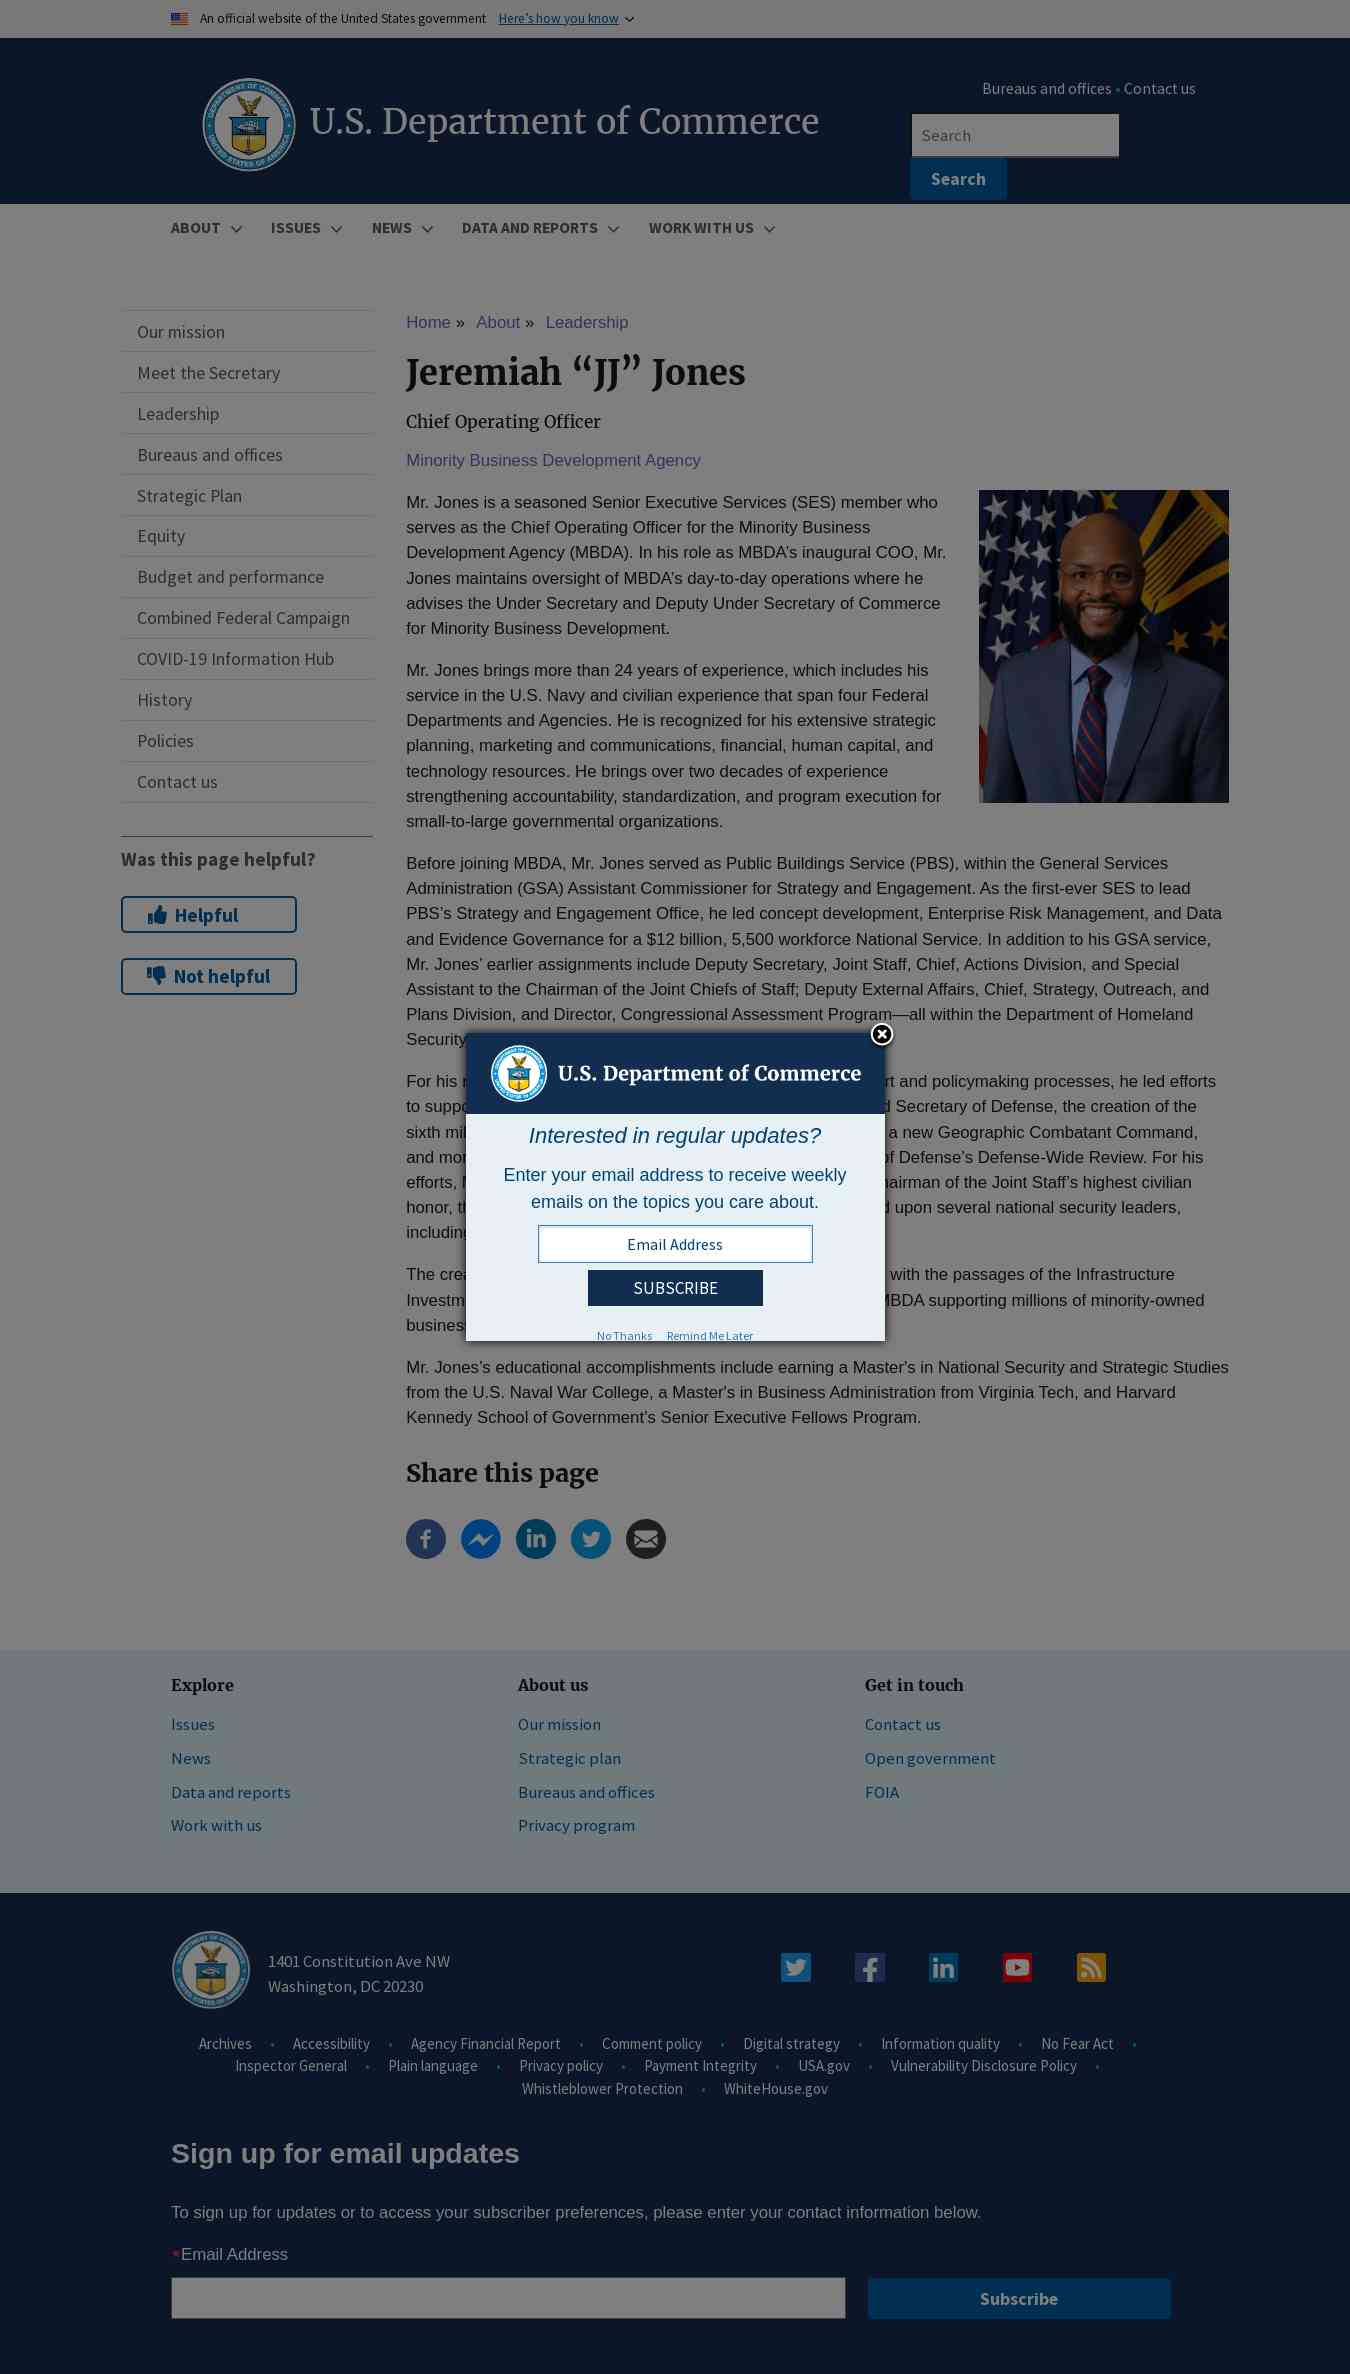 An official website of the United States government Here’s how you know
U.S. Department of Commerce
Bureaus and offices • Contact us
Search
Search
ABOUT ISSUES NEWS DATA AND REPORTS WORK WITH US
Our mission
Meet the Secretary
Leadership
Bureaus and offices
Strategic Plan
Equity
Budget and performance
Combined Federal Campaign
COVID-19 Information Hub
History
Policies
Contact us
Was this page helpful?
Helpful
Not helpful
Home » About » Leadership
Jeremiah “JJ” Jones
Chief Operating Officer
Minority Business Development Agency
Mr. Jones is a seasoned Senior Executive Services (SES) member who
serves as the Chief Operating Officer for the Minority Business
Development Agency (MBDA). In his role as MBDA’s inaugural COO, Mr.
Jones maintains oversight of MBDA’s day-to-day operations where he
advises the Under Secretary and Deputy Under Secretary of Commerce
for Minority Business Development.
Mr. Jones brings more than 24 years of experience, which includes his
service in the U.S. Navy and civilian experience that span four Federal
Departments and Agencies. He is recognized for his extensive strategic
planning, marketing and communications, financial, human capital, and
technology resources. He brings over two decades of experience
strengthening accountability, standardization, and program execution for
small-to-large governmental organizations.
Before joining MBDA, Mr. Jones served as Public Buildings Service (PBS), within the General Services
Administration (GSA) Assistant Commissioner for Strategy and Engagement. As the first-ever SES to lead
PBS’s Strategy and Engagement Office, he led concept development, Enterprise Risk Management, and Data
and Evidence Governance for a $12 billion, 5,500 workforce National Service. In addition to his GSA service,
Mr. Jones’ earlier assignments include Deputy Secretary, Joint Staff, Chief, Actions Division, and Special
Assistant to the Chairman of the Joint Chiefs of Staff; Deputy External Affairs, Chief, Strategy, Outreach, and
Plans Division, and Director, Congressional Assessment Program—all within the Department of Homeland
Security
For his and policymaking processes, he led efforts
to Secretary of Defense, the creation of the
sixth a new Geographic Combatant Command,
and of Defense’s Defense-Wide Review. For his
efforts, of the Joint Staff’s highest civilian
honor, upon several national security leaders,
including
The with the passages of the Infrastructure
MBDA supporting millions of minority-owned
Mr. Jones’s educational accomplishments include earning a Master's in National Security and Strategic Studies
from the U.S. Naval War College, a Master's in Business Administration from Virginia Tech, and Harvard
Kennedy School of Government’s Senior Executive Fellows Program.
U.S. Department of Commerce
Interested in regular updates?
Enter your email address to receive weekly
emails on the topics you care about.
Email Address
SUBSCRIBE
No Thanks Remind Me Later
Share this page
Explore
Issues
News
Data and reports
Work with us
About us
Our mission
Strategic plan
Bureaus and offices
Privacy program
Get in touch
Contact us
Open government
FOIA
1401 Constitution Ave NW
Washington, DC 20230
Archives • Accessibility • Agency Financial Report • Comment policy • Digital strategy • Information quality • No Fear Act •
Inspector General • Plain language • Privacy policy • Payment Integrity • USA.gov • Vulnerability Disclosure Policy •
Whistleblower Protection • WhiteHouse.gov
Sign up for email updates
To sign up for updates or to access your subscriber preferences, please enter your contact information below.
*Email Address
Subscribe